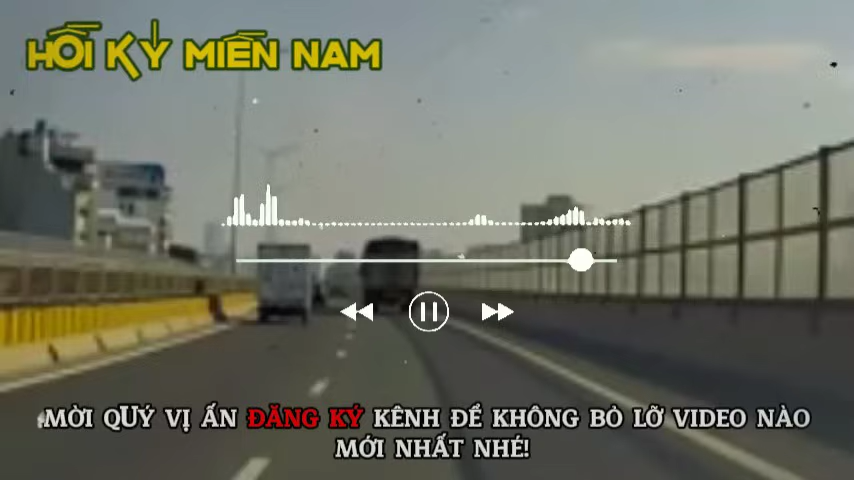 HỒI KÝ MIỀN NAM
MỜI QUÝ VỊ ẤN ĐĂNG KÝ KÊNH ĐỂ KHÔNG BỎ LỠ VIDEO NÀO
MỚI NHẤT NHÉ!